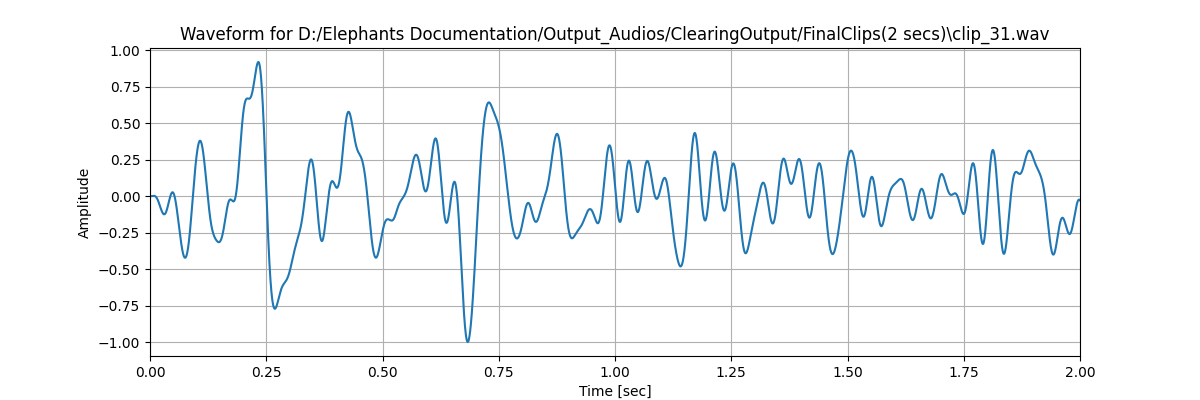 Waveform for D:/Elephants Documentation/Output_Audios/ClearingOutput/FinalClips(2 secs)\clip_31.wav
1.00
0.75
0.50
0.25
0.00
−0.25
−0.50
−0.75
−1.00
Amplitude
0.00 0.25 0.50 0.75 1.00 1.25 1.50 1.75 2.00
Time [sec]